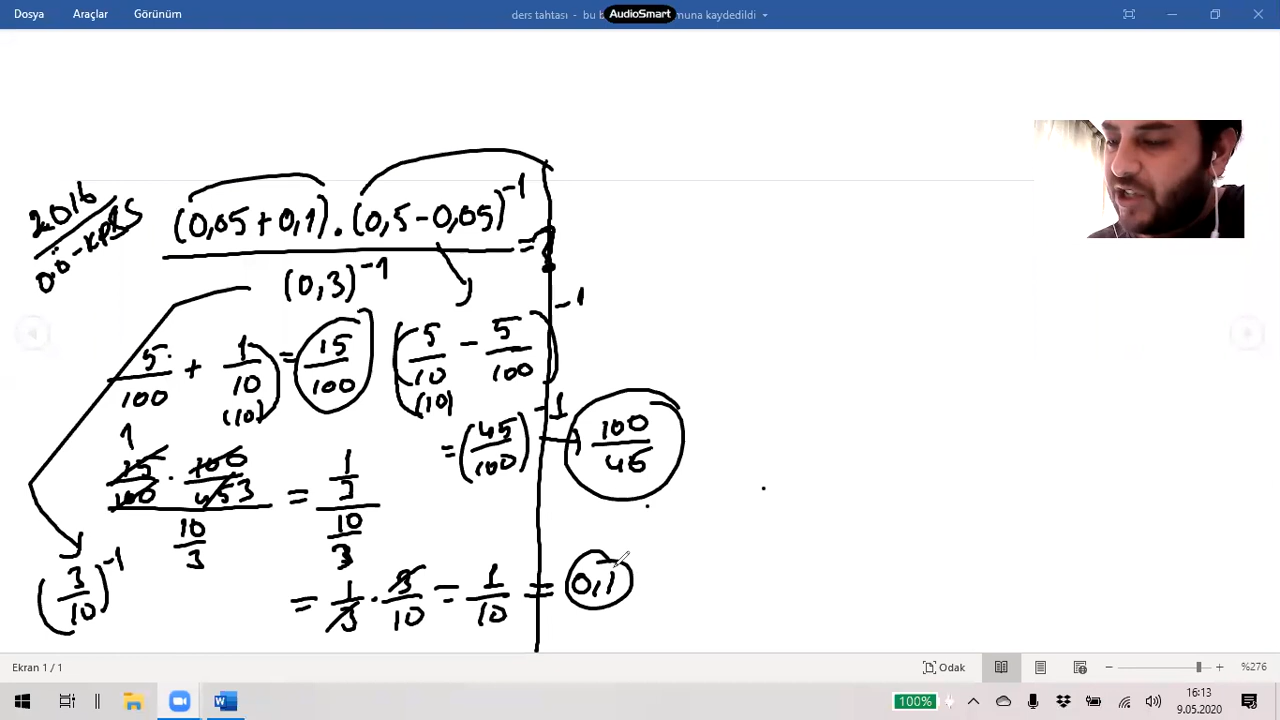 Dosya Araçlar Görünüm
ders tahtası - bu b AudioSmart muna kaydedildi
2016
ÖÖ-KPSS
(0,05+0,1).(0,5-0,05)^-1
=?
(0,3)^-1
5/100 + 1/10 (10) = 15/100
(5/10 (10) - 5/100)^-1
= (45/100)^-1 → 100/45
1
15/100 . 100/45 3
10/3
= 1/3
10/3
(3/10)^-1
= 1/3 . 3/10 = 1/10 = 0,1
Ekran 1 / 1 Odak %276
100% 16:13
9.05.2020